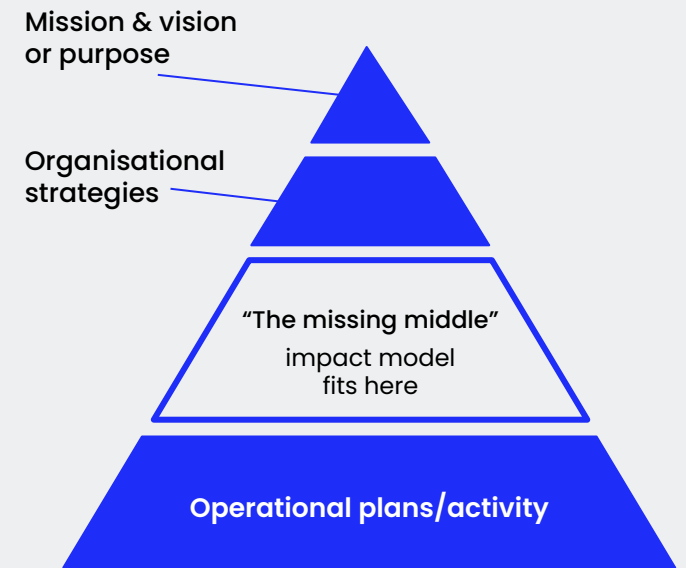 Mission & vision
or purpose
Organisational
strategies
“The missing middle”
impact model
fits here
Operational plans/activity